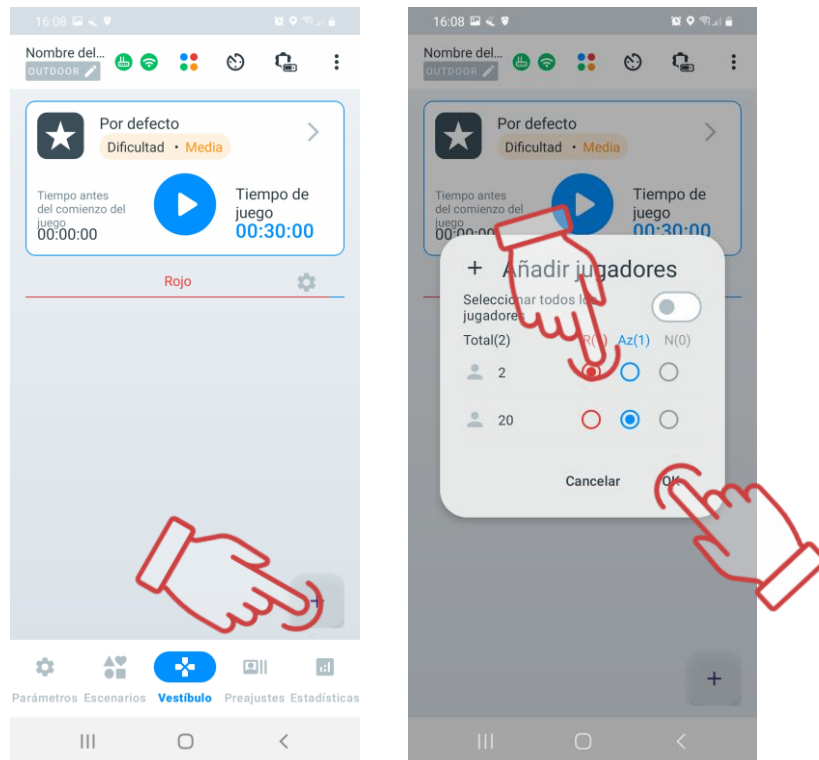 16:08
Nombre del...
OUTDOOR
Por defecto
Dificultad • Media
Tiempo antes
del comienzo del
juego
00:00:00
Tiempo de
juego
00:30:00
Rojo
+
Parámetros Escenarios Vestíbulo Preajustes Estadísticas
16:08
Nombre del...
OUTDOOR
Por defecto
Dificultad • Media
Tiempo antes
del comienzo del
juego
00:00:00
Tiempo de
juego
00:30:00
+ Añadir jugadores
Seleccionar todos los
jugadores
Total(2) Az(1) N(0)
2
20
Cancelar OK
+